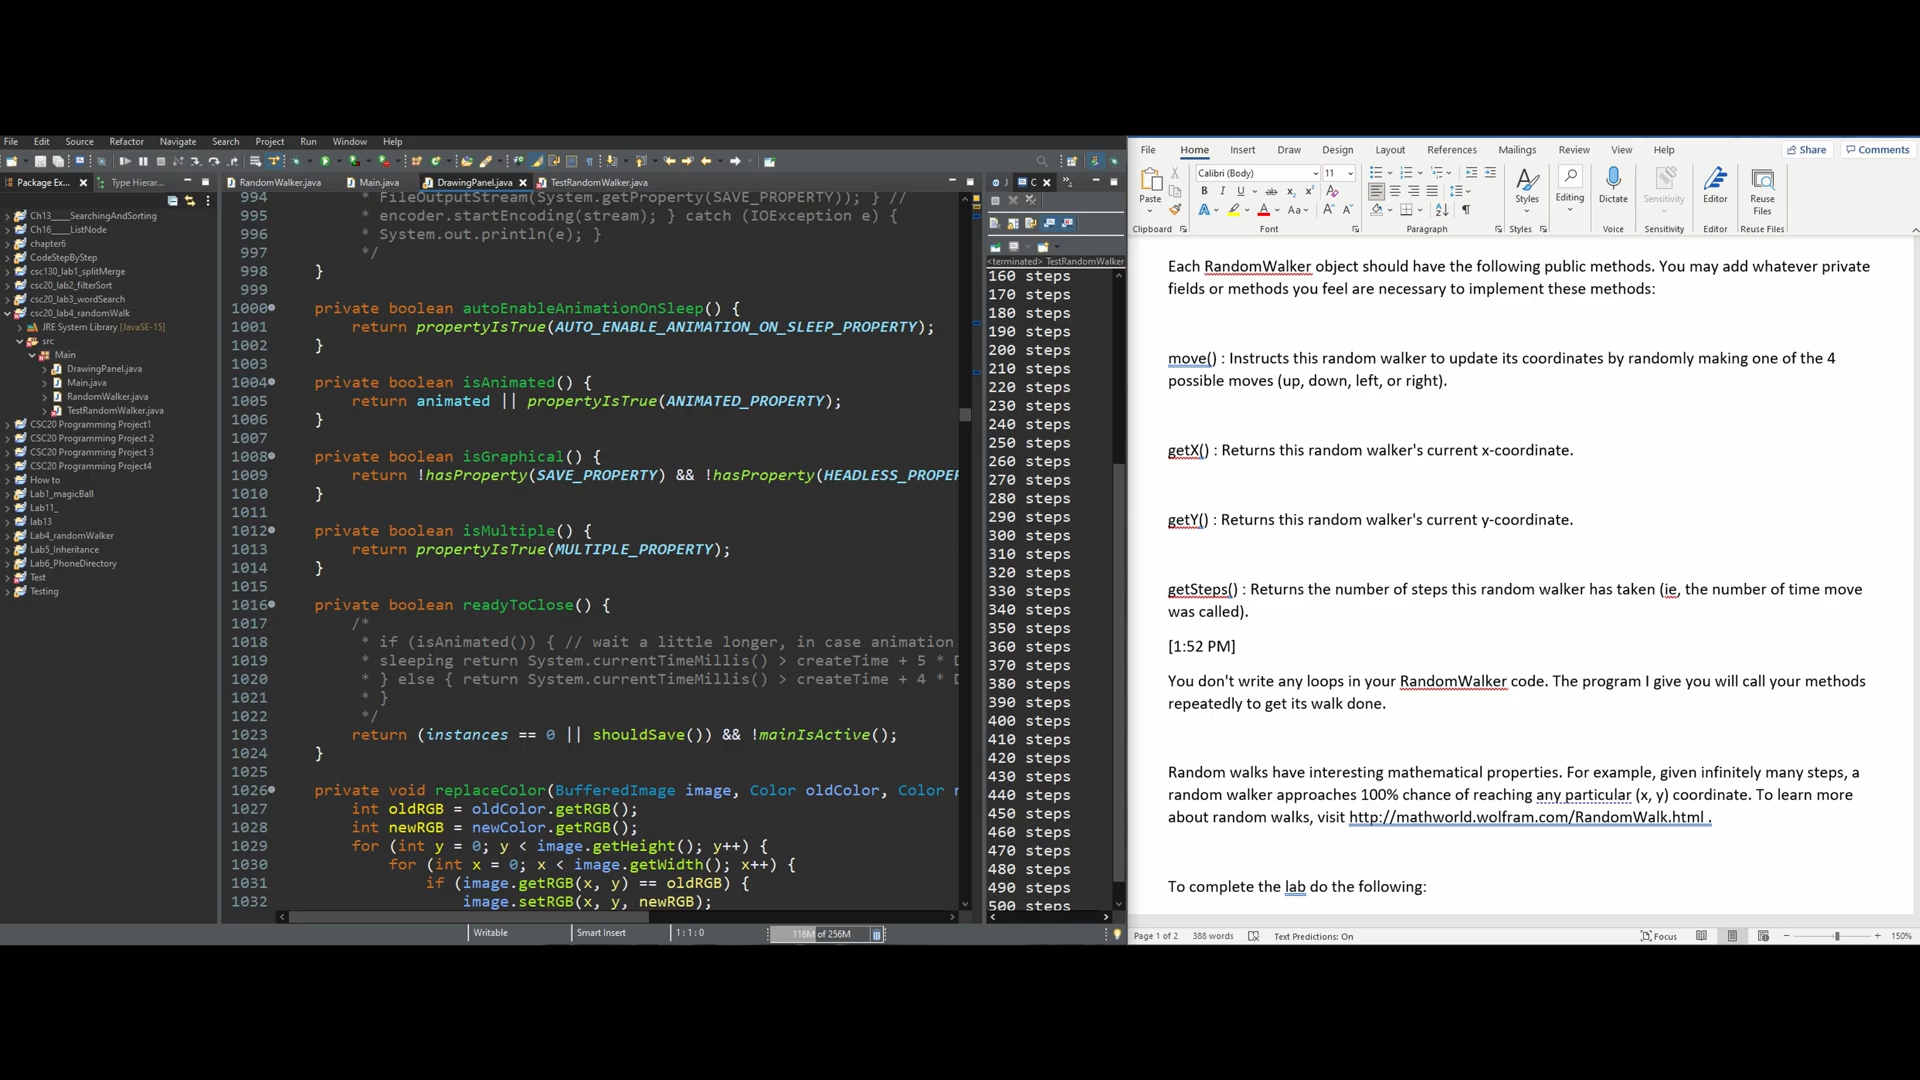 File Edit Source Refactor Navigate Search Project Run Window Help
Package Ex... Type Hierar...
Ch13____SearchingAndSorting
Ch16____ListNode
chapter6
CodeStepByStep
csc130_lab1_splitMerge
csc20_lab2_filterSort
csc20_lab3_wordSearch
csc20_lab4_randomWalk
JRE System Library [JavaSE-15]
src
Main
DrawingPanel.java
Main.java
RandomWalker.java
TestRandomWalker.java
CSC20 Programming Project1
CSC20 Programming Project 2
CSC20 Programming Project 3
CSC20 Programming Project4
How to
Lab1_magicBall
Lab11_
lab13
Lab4_randomWalker
Lab5_Inheritance
Lab6_PhoneDirectory
Test
Testing
RandomWalker.java Main.java DrawingPanel.java TestRandomWalker.java
994 * FileOutputStream(System.getProperty(SAVE_PROPERTY)); } //
995 * encoder.startEncoding(stream); } catch (IOException e) {
996 * System.out.println(e); }
997 */
998 }
999
1000 private boolean autoEnableAnimationOnSleep() {
1001 return propertyIsTrue(AUTO_ENABLE_ANIMATION_ON_SLEEP_PROPERTY);
1002 }
1003
1004 private boolean isAnimated() {
1005 return animated || propertyIsTrue(ANIMATED_PROPERTY);
1006 }
1007
1008 private boolean isGraphical() {
1009 return !hasProperty(SAVE_PROPERTY) && !hasProperty(HEADLESS_PROPER
1010 }
1011
1012 private boolean isMultiple() {
1013 return propertyIsTrue(MULTIPLE_PROPERTY);
1014 }
1015
1016 private boolean readyToClose() {
1017 /*
1018 * if (isAnimated()) { // wait a little longer, in case animation
1019 * sleeping return System.currentTimeMillis() > createTime + 5 * D
1020 * } else { return System.currentTimeMillis() > createTime + 4 * D
1021 * }
1022 */
1023 return (instances == 0 || shouldSave()) && !mainIsActive();
1024 }
1025
1026 private void replaceColor(BufferedImage image, Color oldColor, Color n
1027 int oldRGB = oldColor.getRGB();
1028 int newRGB = newColor.getRGB();
1029 for (int y = 0; y < image.getHeight(); y++) {
1030 for (int x = 0; x < image.getWidth(); x++) {
1031 if (image.getRGB(x, y) == oldRGB) {
1032 image.setRGB(x, y, newRGB);
Writable Smart Insert 1 : 1 : 0 116M of 256M
J C
<terminated> TestRandomWalker
160 steps
170 steps
180 steps
190 steps
200 steps
210 steps
220 steps
230 steps
240 steps
250 steps
260 steps
270 steps
280 steps
290 steps
300 steps
310 steps
320 steps
330 steps
340 steps
350 steps
360 steps
370 steps
380 steps
390 steps
400 steps
410 steps
420 steps
430 steps
440 steps
450 steps
460 steps
470 steps
480 steps
490 steps
500 steps
File Home Insert Draw Design Layout References Mailings Review View Help Share Comments
Calibri (Body) 11
Paste Styles Editing Dictate Sensitivity Editor Reuse Files
Clipboard Font Paragraph Styles Voice Sensitivity Editor Reuse Files
Each RandomWalker object should have the following public methods. You may add whatever private
fields or methods you feel are necessary to implement these methods:
move() : Instructs this random walker to update its coordinates by randomly making one of the 4
possible moves (up, down, left, or right).
getX() : Returns this random walker's current x-coordinate.
getY() : Returns this random walker's current y-coordinate.
getSteps() : Returns the number of steps this random walker has taken (ie, the number of time move
was called).
[1:52 PM]
You don't write any loops in your RandomWalker code. The program I give you will call your methods
repeatedly to get its walk done.
Random walks have interesting mathematical properties. For example, given infinitely many steps, a
random walker approaches 100% chance of reaching any particular (x, y) coordinate. To learn more
about random walks, visit http://mathworld.wolfram.com/RandomWalk.html .
To complete the lab do the following:
Page 1 of 2 388 words Text Predictions: On Focus 150%